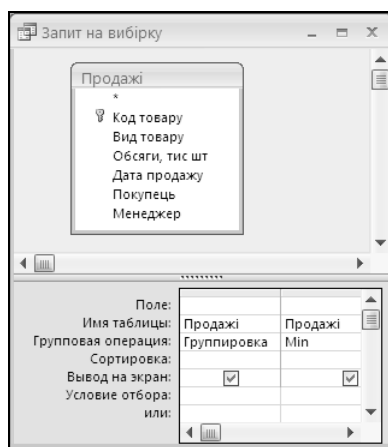 Запит на вибірку
Продажі
*
Код товару
Вид товару
Обсяги, тис шт
Дата продажу
Покупець
Менеджер
Поле:
Имя таблицы: Продажі Продажі
Групповая операция: Группировка Min
Сортировка:
Вывод на экран:
Условие отбора:
или: